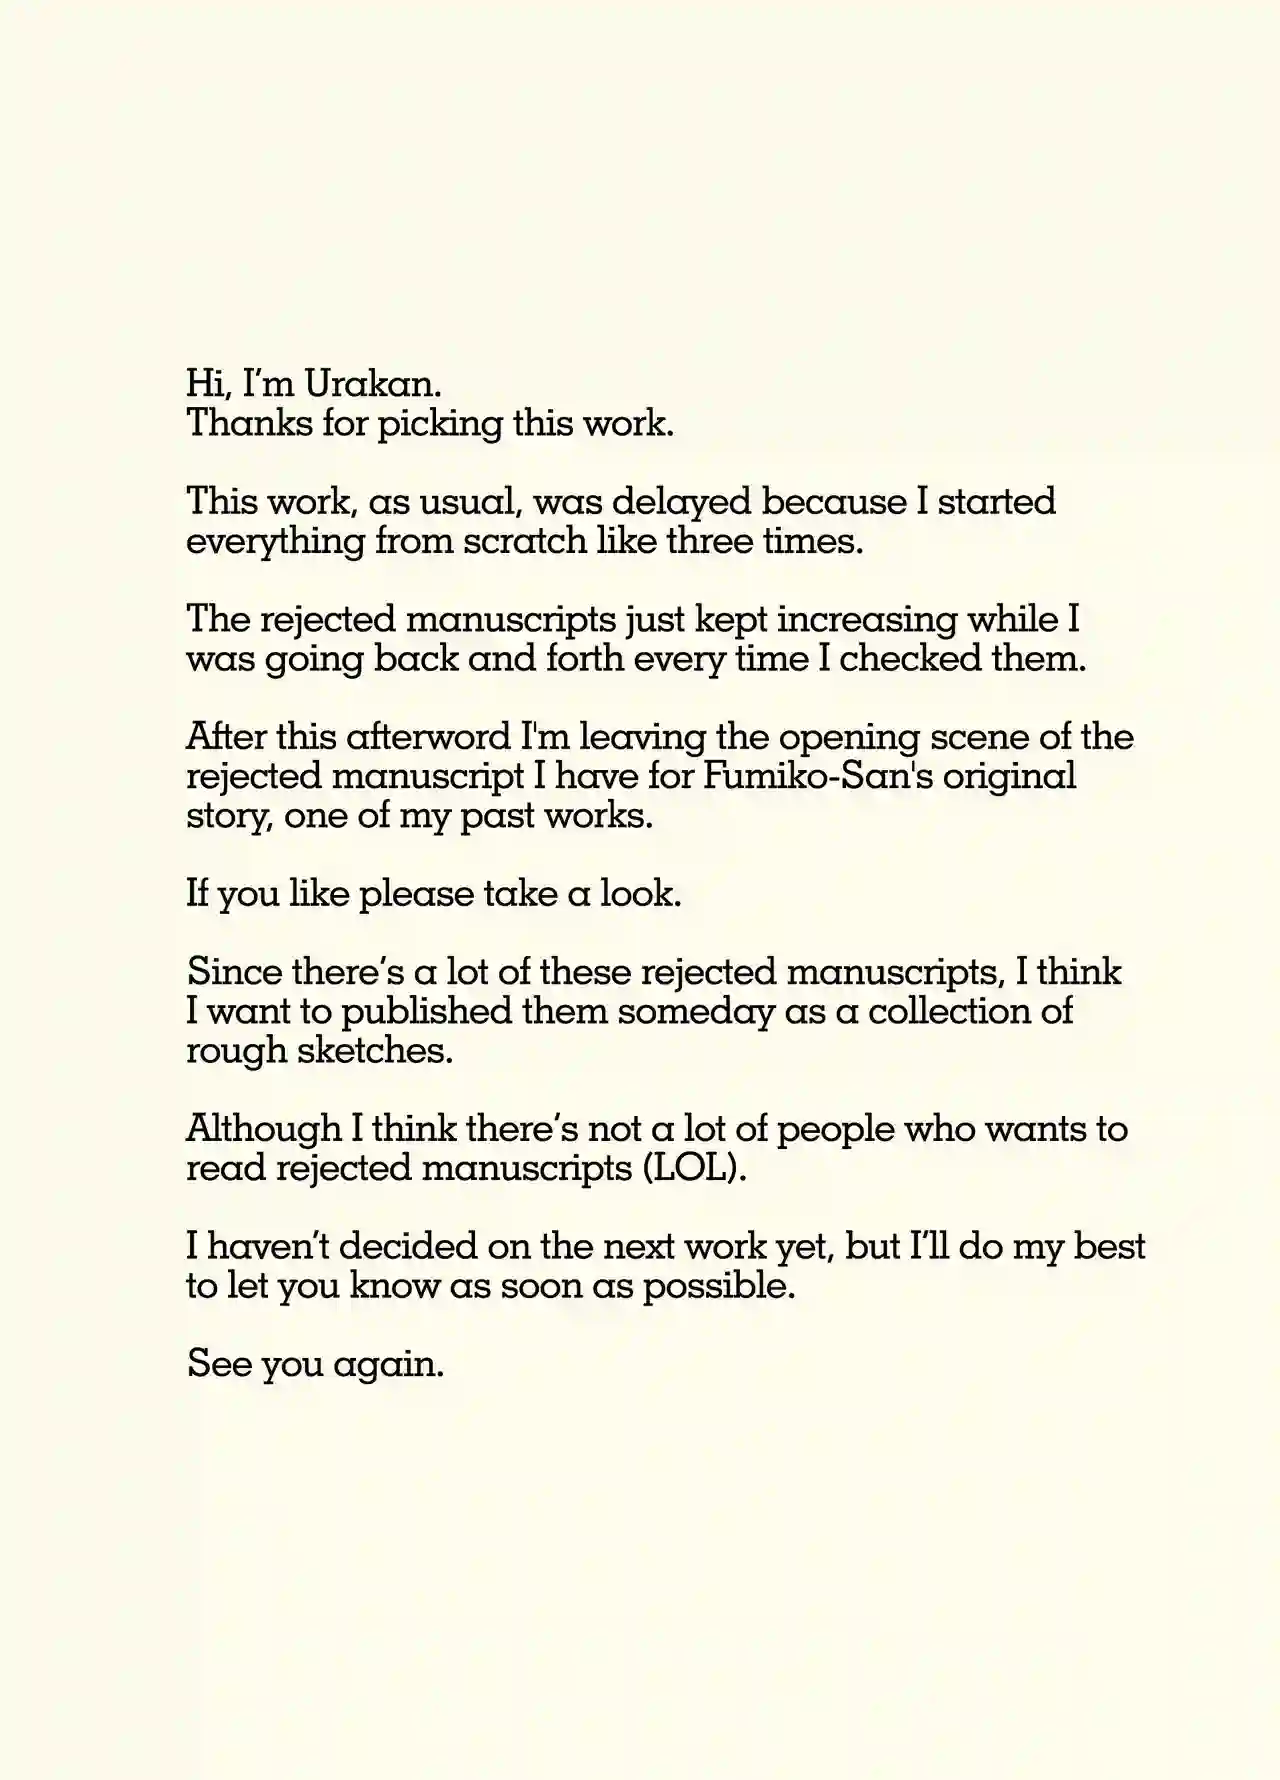 Hi, I’m Urakan.
Thanks for picking this work.
This work, as usual, was delayed because I started
everything from scratch like three times.
The rejected manuscripts just kept increasing while I
was going back and forth every time I checked them.
After this afterword I'm leaving the opening scene of the
rejected manuscript I have for Fumiko-San's original
story, one of my past works.
If you like please take a look.
Since there’s a lot of these rejected manuscripts, I think
I want to published them someday as a collection of
rough sketches.
Although I think there’s not a lot of people who wants to
read rejected manuscripts (LOL).
I haven’t decided on the next work yet, but I’ll do my best
to let you know as soon as possible.
See you again.